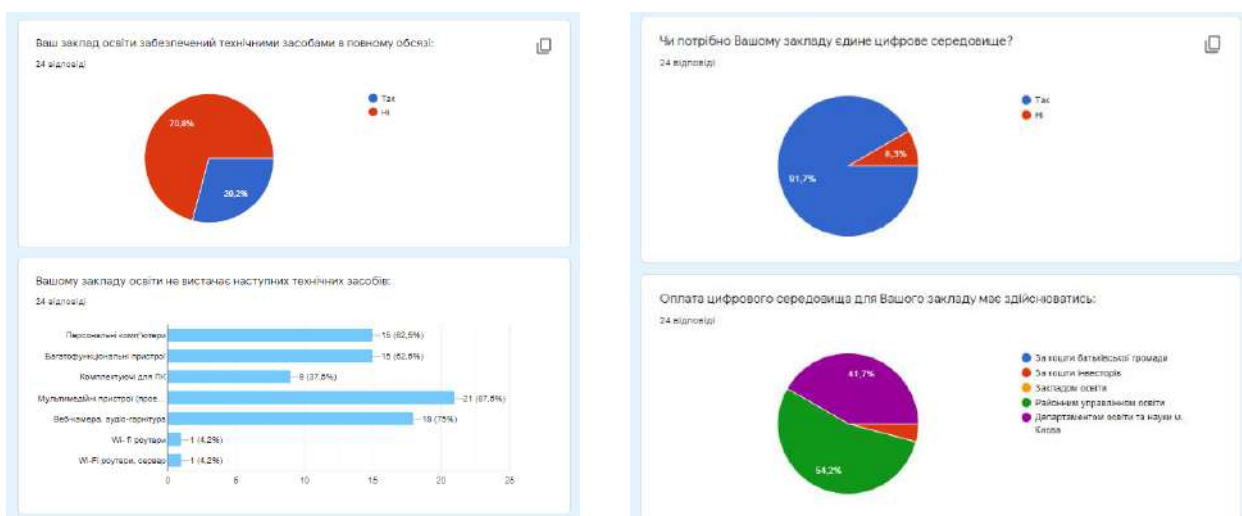 Ваш заклад освіти забезпечений технічними засобами в повному обсязі:
24 відповіді
Так
Ні
70,8%
29,2%
Вашому закладу освіти не вистачає наступних технічних засобів:
24 відповіді
Персональні комп'ютери
15 (62,5%)
Багатофункціональні пристрої
15 (62,5%)
Комплектуючі для ПК
9 (37,5%)
Мультимедійні пристрої (прое...
21 (87,5%)
Веб-камера, аудіо-гарнітура
18 (75%)
Wi- fi роутери
1 (4,2%)
Wi-Fi роутери, сервер
1 (4,2%)
0 5 10 15 20 25
Чи потрібно Вашому закладу єдине цифрове середовище?
24 відповіді
Так
Ні
8,3%
91,7%
Оплата цифрового середовища для Вашого закладу має здійснюватись:
24 відповіді
За кошти батьківської громади
За кошти інвесторів
Закладом освіти
Районним управлінням освіти
Департаментом освіти та науки м.
Києва
41,7%
54,2%